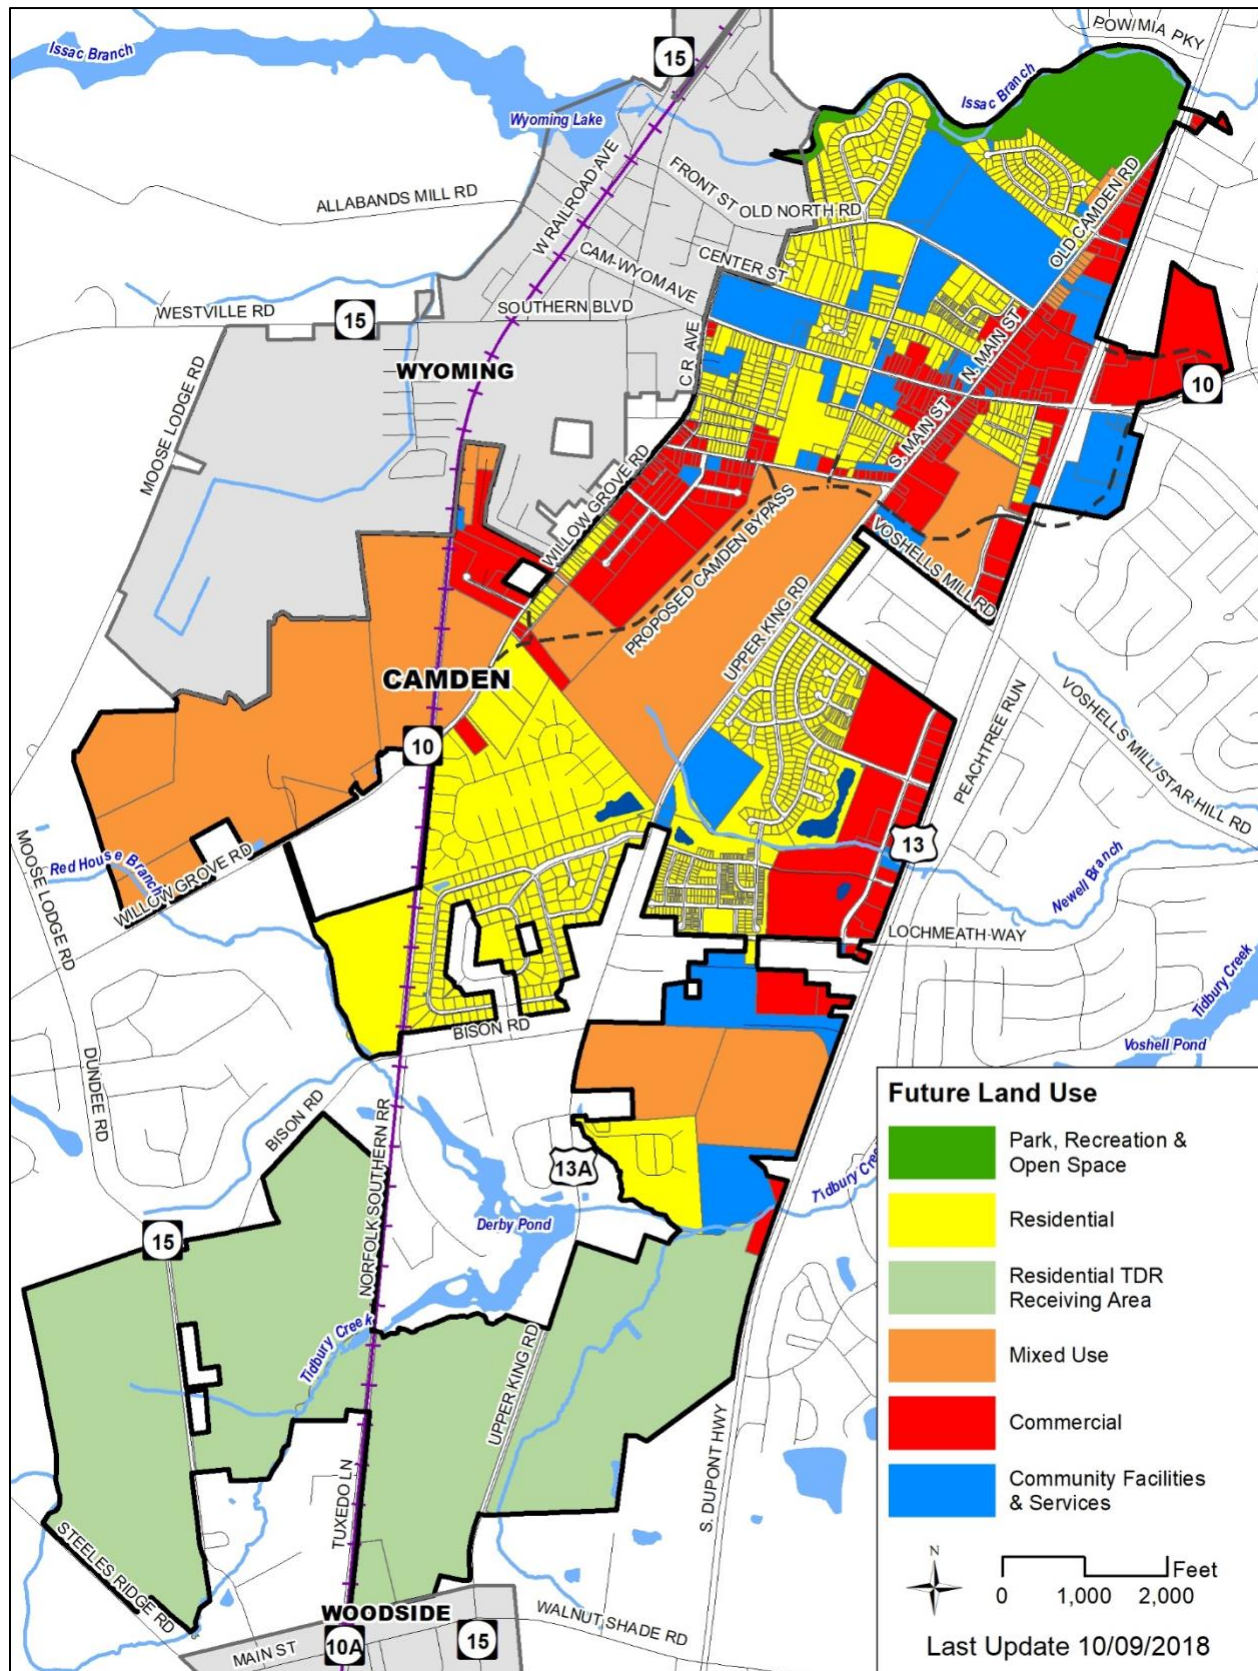 POW/MIA PKY
Issac Branch
15
Issac Branch
Wyoming Lake
W RAILROAD AVE
FRONT ST
OLD NORTH RD
OLD CAMDEN RD
ALLABANDS MILL RD
CAM-WYOM AVE
CENTER ST
WESTVILLE RD
15
SOUTHERN BLVD
C.R. AVE
N. MAIN ST
WYOMING
10
MOOSE LODGE RD
S. MAIN ST
WILLOW GROVE RD
VOSHELLS MILL RD
PROPOSED CAMDEN BYPASS
UPPER KING RD
CAMDEN
PEACHTREE RUN
VOSHELLS MILL/STAR HILL RD
10
13
MOOSE LODGE RD
Red House Branch
WILLOW GROVE RD
Newell Branch
LOCHMEATH WAY
Tidbury Creek
BISON RD
Voshell Pond
DUNDEE RD
BISON RD
NORFOLK SOUTHERN RR
13A
Tidbury Cree
Derby Pond
15
Tidbury Creek
UPPER KING RD
S. DUPONT HWY
TUXEDO LN
STEELES RIDGE RD
WOODSIDE
WALNUT SHADE RD
MAIN ST
10A
15
Future Land Use
Park, Recreation &
Open Space
Residential
Residential TDR
Receiving Area
Mixed Use
Commercial
Community Facilities
& Services
N
Feet
0 1,000 2,000
Last Update 10/09/2018